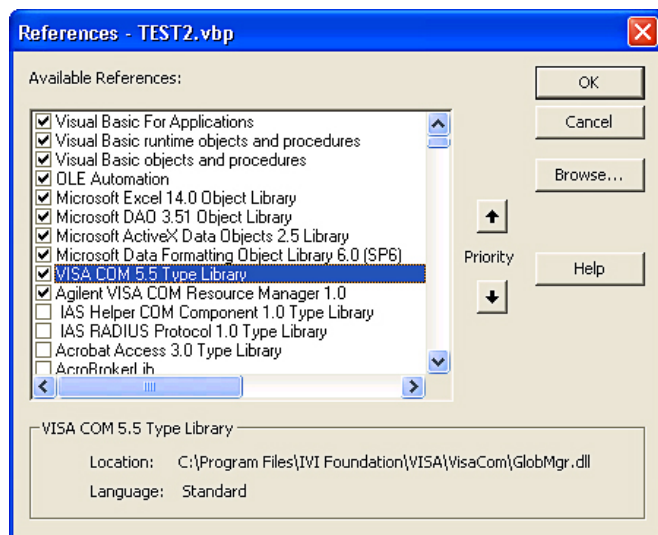 References - TEST2.vbp
Available References:
OK
Cancel
Browse...
Help
Priority
Visual Basic For Applications
Visual Basic runtime objects and procedures
Visual Basic objects and procedures
OLE Automation
Microsoft Excel 14.0 Object Library
Microsoft DAO 3.51 Object Library
Microsoft ActiveX Data Objects 2.5 Library
Microsoft Data Formatting Object Library 6.0 (SP6)
VISA COM 5.5 Type Library
Agilent VISA COM Resource Manager 1.0
IAS Helper COM Component 1.0 Type Library
IAS RADIUS Protocol 1.0 Type Library
Acrobat Access 3.0 Type Library
AcroBrokerLib
VISA COM 5.5 Type Library
Location: C:\Program Files\IVI Foundation\VISA\VisaCom\GlobMgr.dll
Language: Standard